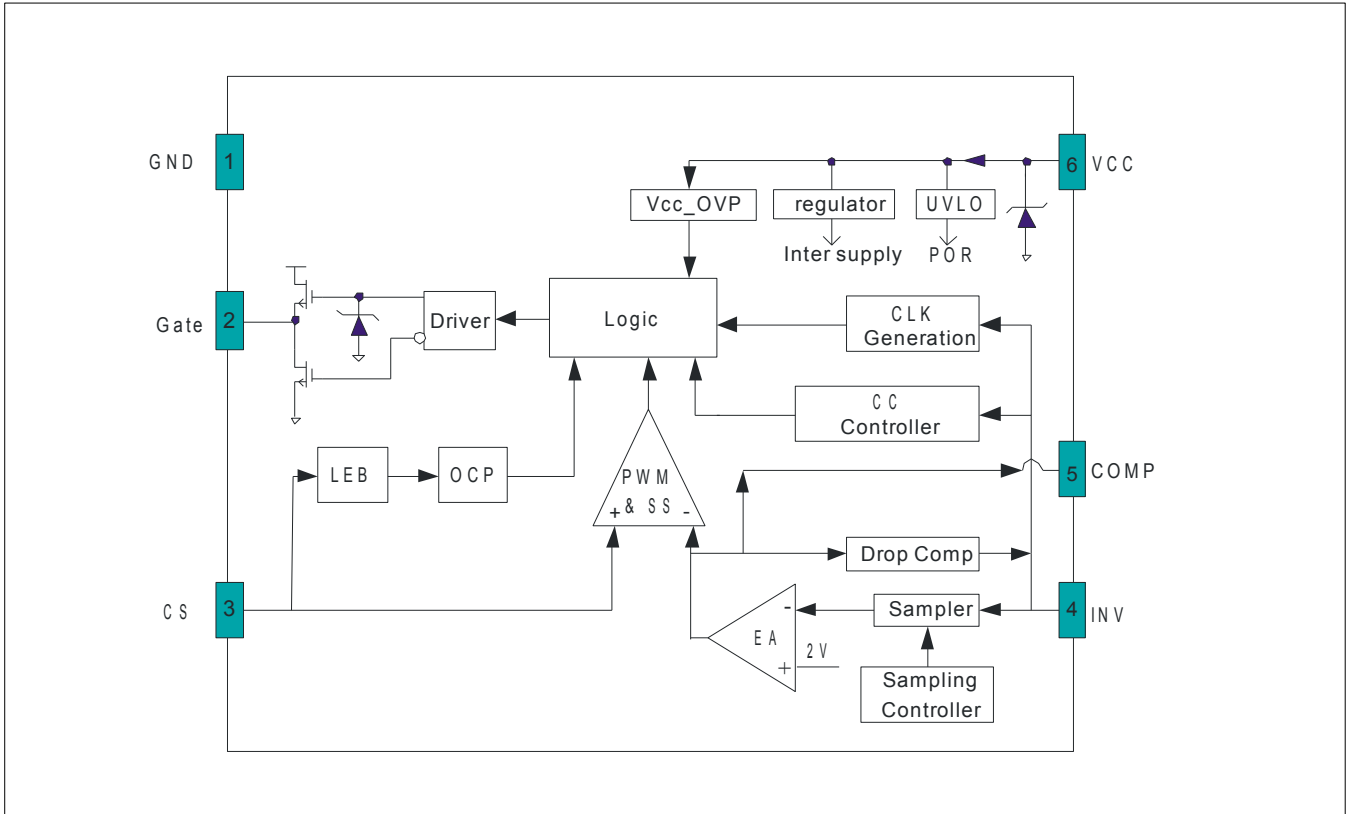 GND
1
6
VCC
Vcc_OVP
regulator
UVLO
Inter supply
POR
Gate
2
Driver
Logic
CLK
Generation
CC
Controller
LEB
OCP
PWM
& SS
+
-
5
COMP
Drop Comp
CS
3
EA
-
+
2V
Sampler
4
INV
Sampling
Controller